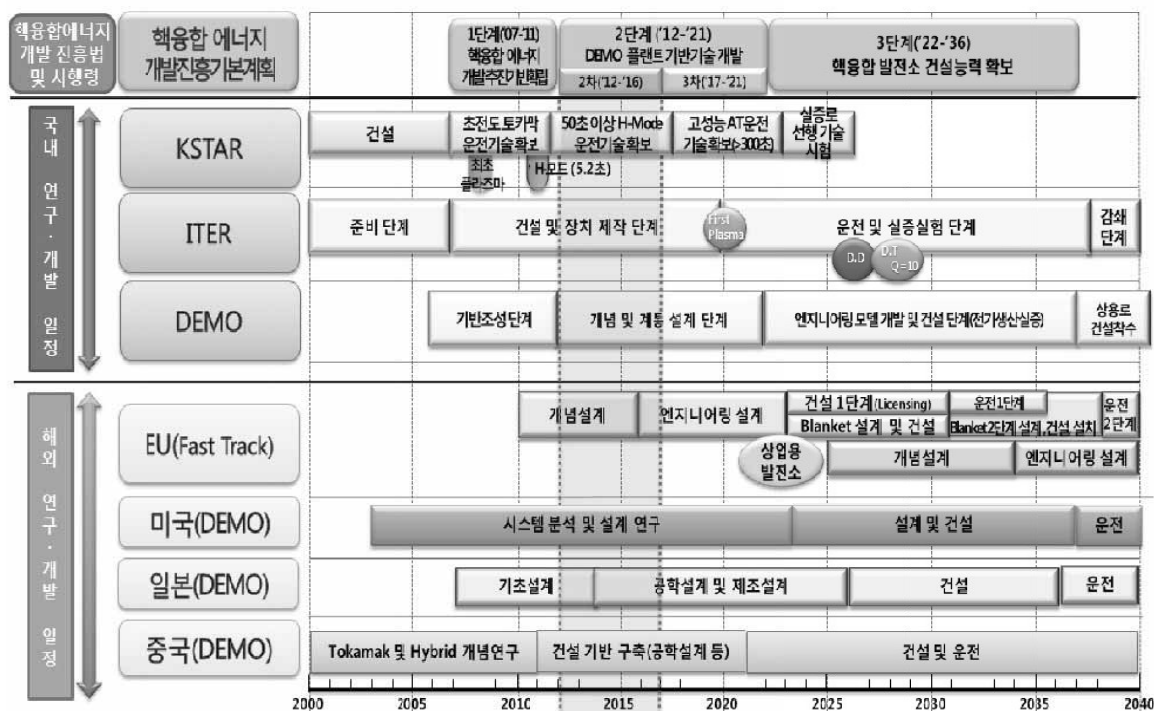 핵융합에너지
개발 진흥법
및 시행령
핵융합 에너지
개발진흥기본계획
1단계('07-'11)
핵융합 에너지
개발추진기반확립
2단계('12-'21)
DEMO 플랜트 기반기술 개발
2차('12-'16)
3차('17-'21)
3단계('22-'36)
핵융합 발전소 건설능력 확보
국내 연구·개발 일정
KSTAR
건설
초전도 토카막
운전기술 확보
50초 이상 H-Mode
운전기술확보
고성능 AT운전
기술확보(>300초)
실증로
선행 기술
시험
최초
플라즈마
H모드 (5.2초)
ITER
준비 단계
건설 및 장치 제작 단계
First
Plasma
운전 및 실증실험 단계
D.D
D.T
Q=10
감쇄
단계
DEMO
기반조성 단계
개념 및 계통 설계 단계
엔지니어링 모델 개발 및 건설 단계(전기생산실증)
상용로
건설착수
해외 연구·개발 일정
EU(Fast Track)
개념설계
엔지니어링 설계
건설 1단계(Licensing)
운전1단계
Blanket 설계 및 건설
Blanket 2단계 설계,건설 설치
운전
2단계
상업용
발전소
개념설계
엔지니어링 설계
미국(DEMO)
시스템 분석 및 설계 연구
설계 및 건설
운전
일본(DEMO)
기초설계
공학설계 및 제조설계
건설
운전
중국(DEMO)
Tokamak 및 Hybrid 개념연구
건설 기반 구축(공학설계 등)
건설 및 운전
2000 2005 2010 2015 2020 2025 2030 2035 2040